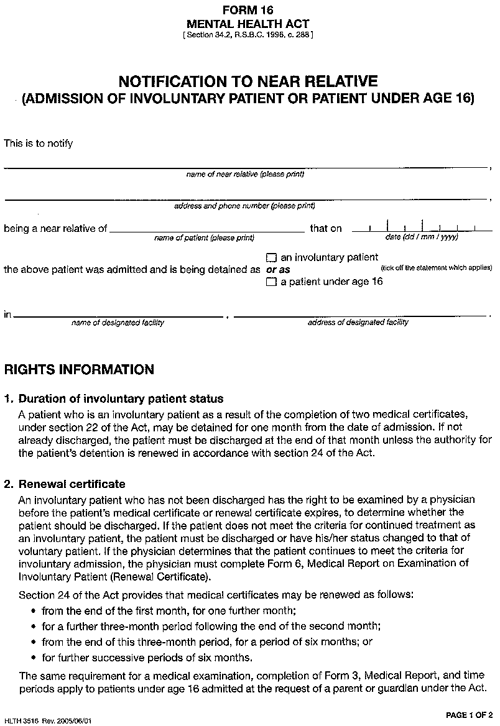 FORM 16
MENTAL HEALTH ACT
[ Section 34.2, R.S.B.C. 1996, c. 288 ]
NOTIFICATION TO NEAR RELATIVE
(ADMISSION OF INVOLUNTARY PATIENT OR PATIENT UNDER AGE 16)
This is to notify
name of near relative (please print)
address and phone number (please print)
being a near relative of that on
name of patient (please print) date (dd / mm / yyyy)
an involuntary patient
the above patient was admitted and is being detained as or as (tick off the statement which applies)
a patient under age 16
in , .
name of designated facility address of designated facility
RIGHTS INFORMATION
1. Duration of involuntary patient status
A patient who is an involuntary patient as a result of the completion of two medical certificates,
under section 22 of the Act, may be detained for one month from the date of admission. If not
already discharged, the patient must be discharged at the end of that month unless the authority for
the patient's detention is renewed in accordance with section 24 of the Act.
2. Renewal certificate
An involuntary patient who has not been discharged has the right to be examined by a physician
before the patient's medical certificate or renewal certificate expires, to determine whether the
patient should be discharged. If the patient does not meet the criteria for continued treatment as
an involuntary patient, the patient must be discharged or have his/her status changed to that of
voluntary patient. If the physician determines that the patient continues to meet the criteria for
involuntary admission, the physician must complete Form 6, Medical Report on Examination of
Involuntary Patient (Renewal Certificate).
Section 24 of the Act provides that medical certificates may be renewed as follows:
• from the end of the first month, for one further month;
• for a further three-month period following the end of the second month;
• from the end of this three-month period, for a period of six months; or
• for further successive periods of six months.
The same requirement for a medical examination, completion of Form 3, Medical Report, and time
periods apply to patients under age 16 admitted at the request of a parent or guardian under the Act.
HLTH 3516 Rev. 2005/06/01 PAGE 1 OF 2